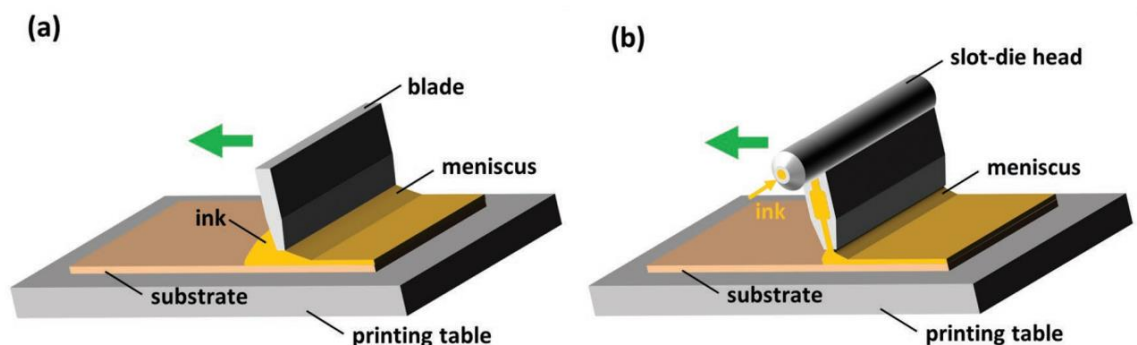 (a)
blade
meniscus
ink
substrate
printing table
(b)
slot-die head
meniscus
ink
substrate
printing table